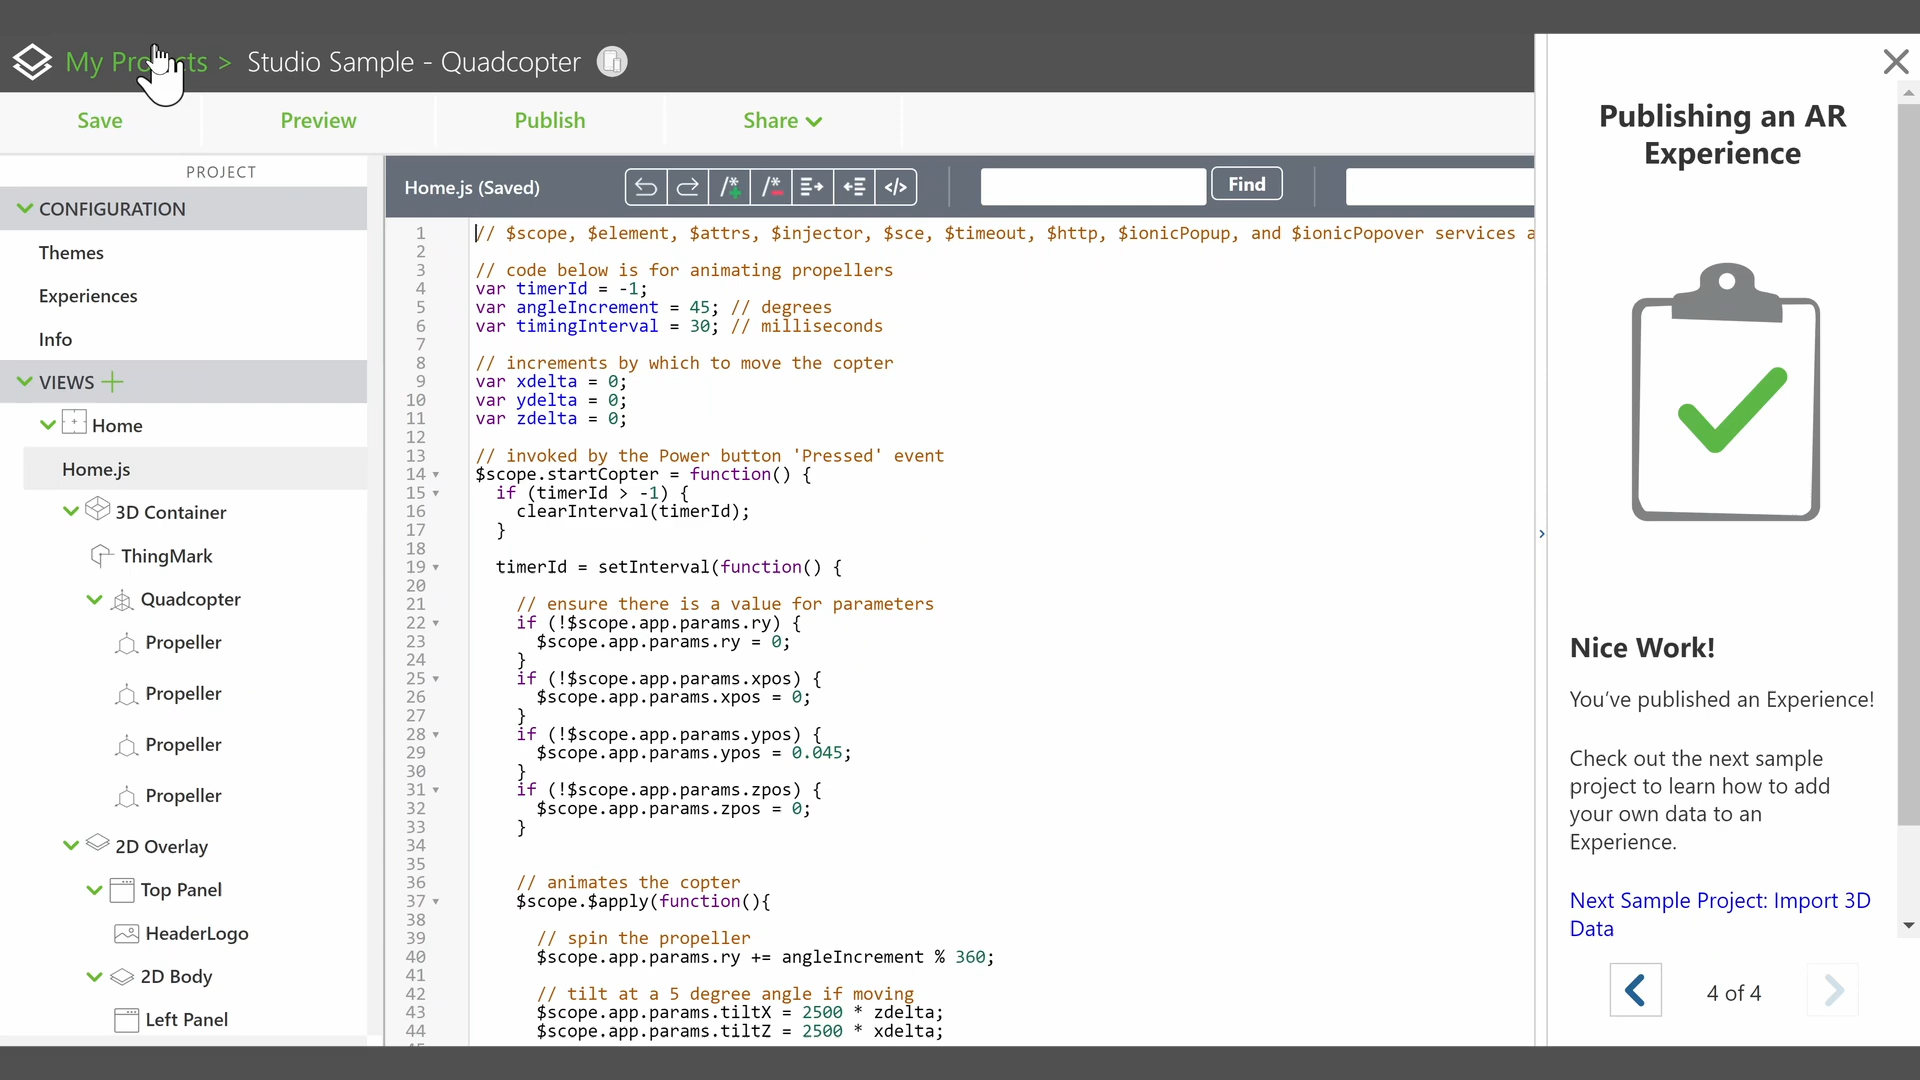 My Projects > Studio Sample - Quadcopter
Save
Preview
Publish
Share
PROJECT
CONFIGURATION
Themes
Experiences
Info
VIEWS
Home
Home.js
3D Container
ThingMark
Quadcopter
Propeller
Propeller
Propeller
Propeller
2D Overlay
Top Panel
HeaderLogo
2D Body
Left Panel
Home.js (Saved)
Find
1 // $scope, $element, $attrs, $injector, $sce, $timeout, $http, $ionicPopup, and $ionicPopover services a
2
3 // code below is for animating propellers
4 var timerId = -1;
5 var angleIncrement = 45; // degrees
6 var timingInterval = 30; // milliseconds
7
8 // increments by which to move the copter
9 var xdelta = 0;
10 var ydelta = 0;
11 var zdelta = 0;
12
13 // invoked by the Power button 'Pressed' event
14 $scope.startCopter = function() {
15 if (timerId > -1) {
16 clearInterval(timerId);
17 }
18
19 timerId = setInterval(function() {
20
21 // ensure there is a value for parameters
22 if (!$scope.app.params.ry) {
23 $scope.app.params.ry = 0;
24 }
25 if (!$scope.app.params.xpos) {
26 $scope.app.params.xpos = 0;
27 }
28 if (!$scope.app.params.ypos) {
29 $scope.app.params.ypos = 0.045;
30 }
31 if (!$scope.app.params.zpos) {
32 $scope.app.params.zpos = 0;
33 }
34
35
36 // animates the copter
37 $scope.$apply(function(){
38
39 // spin the propeller
40 $scope.app.params.ry += angleIncrement % 360;
41
42 // tilt at a 5 degree angle if moving
43 $scope.app.params.tiltX = 2500 * zdelta;
44 $scope.app.params.tiltZ = 2500 * xdelta;
Publishing an AR
Experience
Nice Work!
You've published an Experience!
Check out the next sample
project to learn how to add
your own data to an
Experience.
Next Sample Project: Import 3D
Data
4 of 4